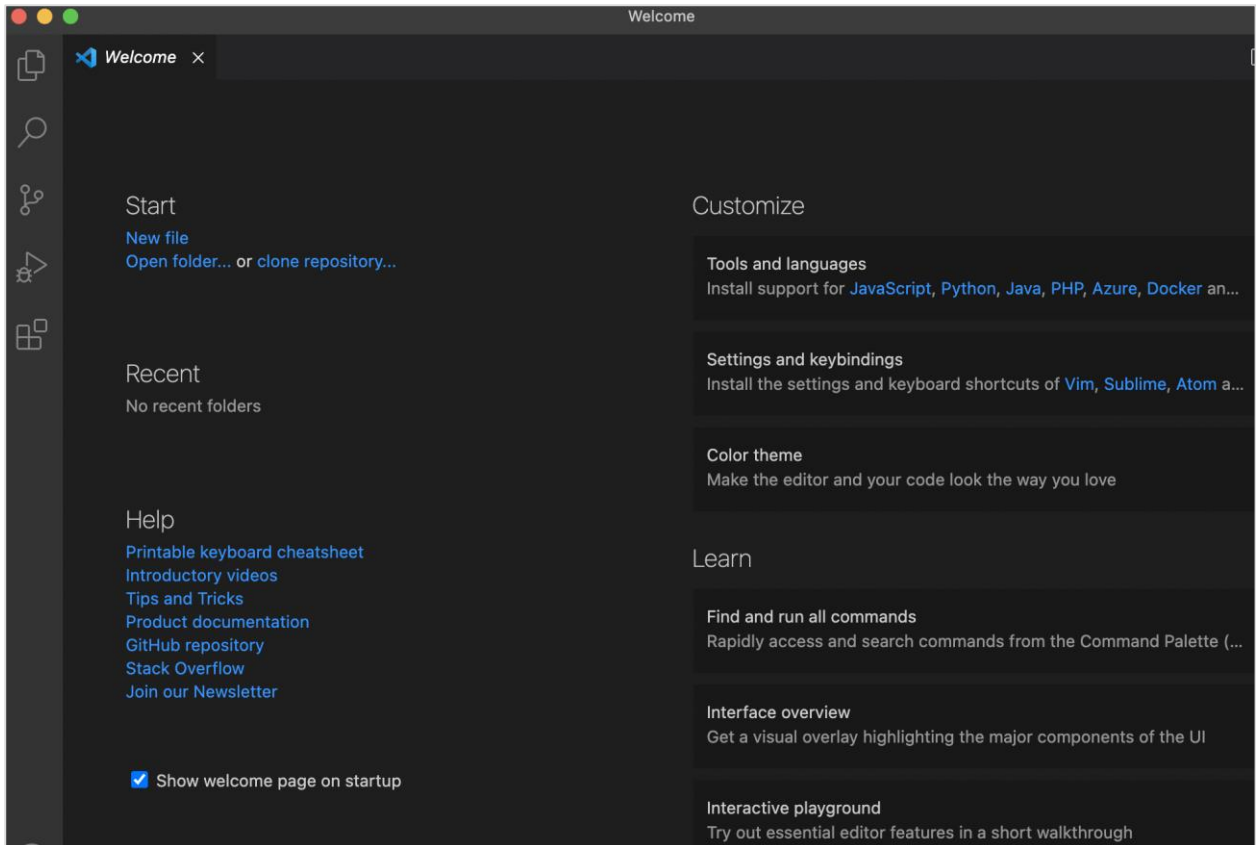 Welcome
Welcome
Start
New file
Open folder... or clone repository...
Recent
No recent folders
Help
Printable keyboard cheatsheet
Introductory videos
Tips and Tricks
Product documentation
GitHub repository
Stack Overflow
Join our Newsletter
Show welcome page on startup
Customize
Tools and languages
Install support for JavaScript, Python, Java, PHP, Azure, Docker an...
Settings and keybindings
Install the settings and keyboard shortcuts of Vim, Sublime, Atom a...
Color theme
Make the editor and your code look the way you love
Learn
Find and run all commands
Rapidly access and search commands from the Command Palette (...
Interface overview
Get a visual overlay highlighting the major components of the UI
Interactive playground
Try out essential editor features in a short walkthrough